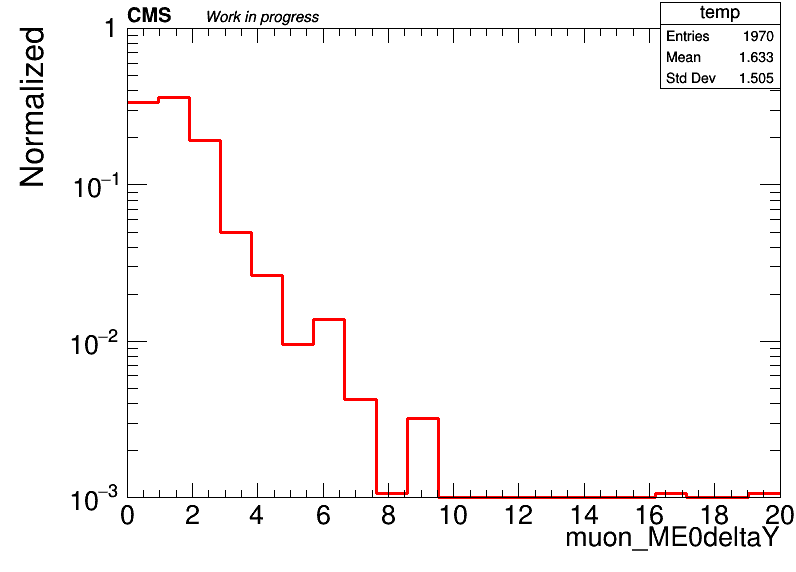 CMS Work in progress
temp
Entries 1970
Mean 1.633
Std Dev 1.505
Normalized
1
10⁻¹
10⁻²
10⁻³
0 2 4 6 8 10 12 14 16 18 20
muon_ME0deltaY